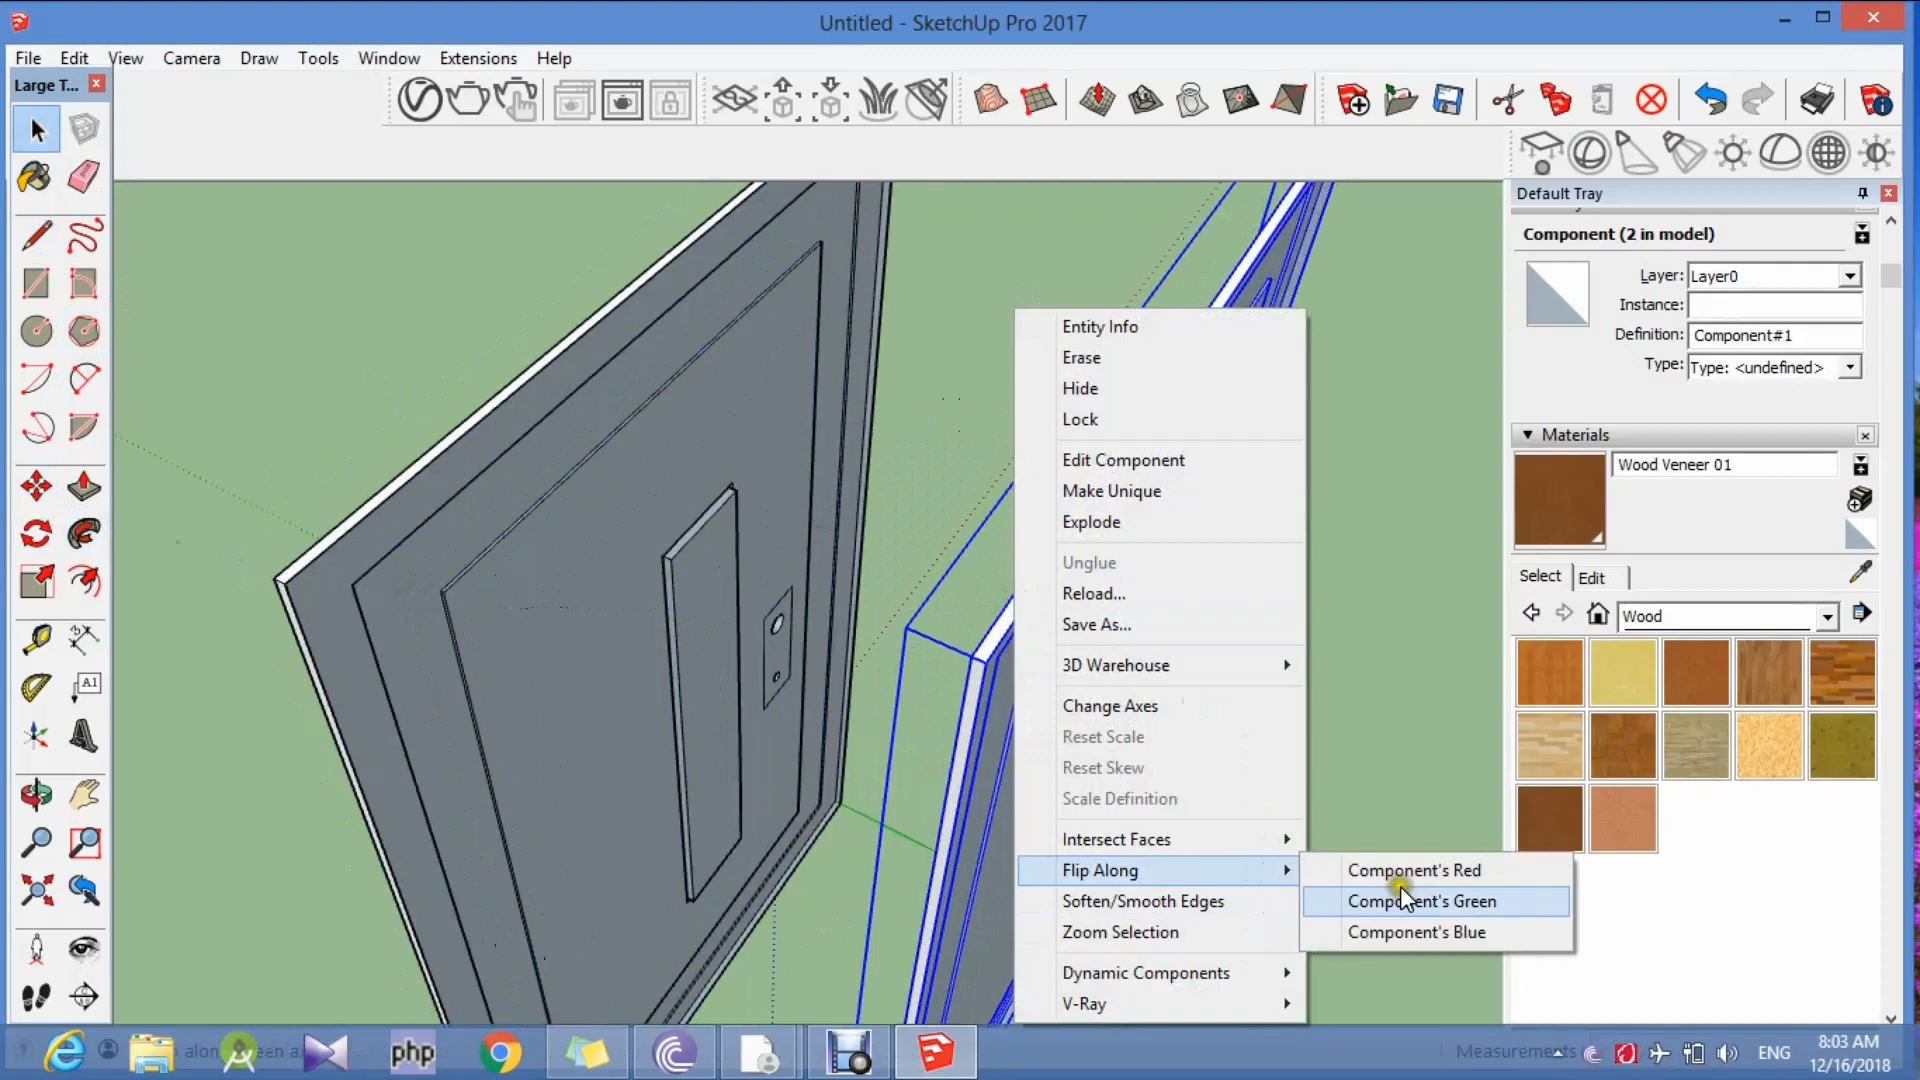 Untitled - SketchUp Pro 2017
File Edit View Camera Draw Tools Window Extensions Help
Large T...
Default Tray
Component (2 in model)
Layer: Layer0
Instance:
Definition: Component#1
Type: Type: <undefined>
Materials
Wood Veneer 01
Select Edit
Wood
A1
Entity Info
Erase
Hide
Lock
Edit Component
Make Unique
Explode
Unglue
Reload...
Save As...
3D Warehouse
Change Axes
Reset Scale
Reset Skew
Scale Definition
Intersect Faces
Flip Along
Soften/Smooth Edges
Zoom Selection
Dynamic Components
V-Ray
Component's Red
Component's Green
Component's Blue
php
Measurements
ENG
8:03 AM
12/16/2018